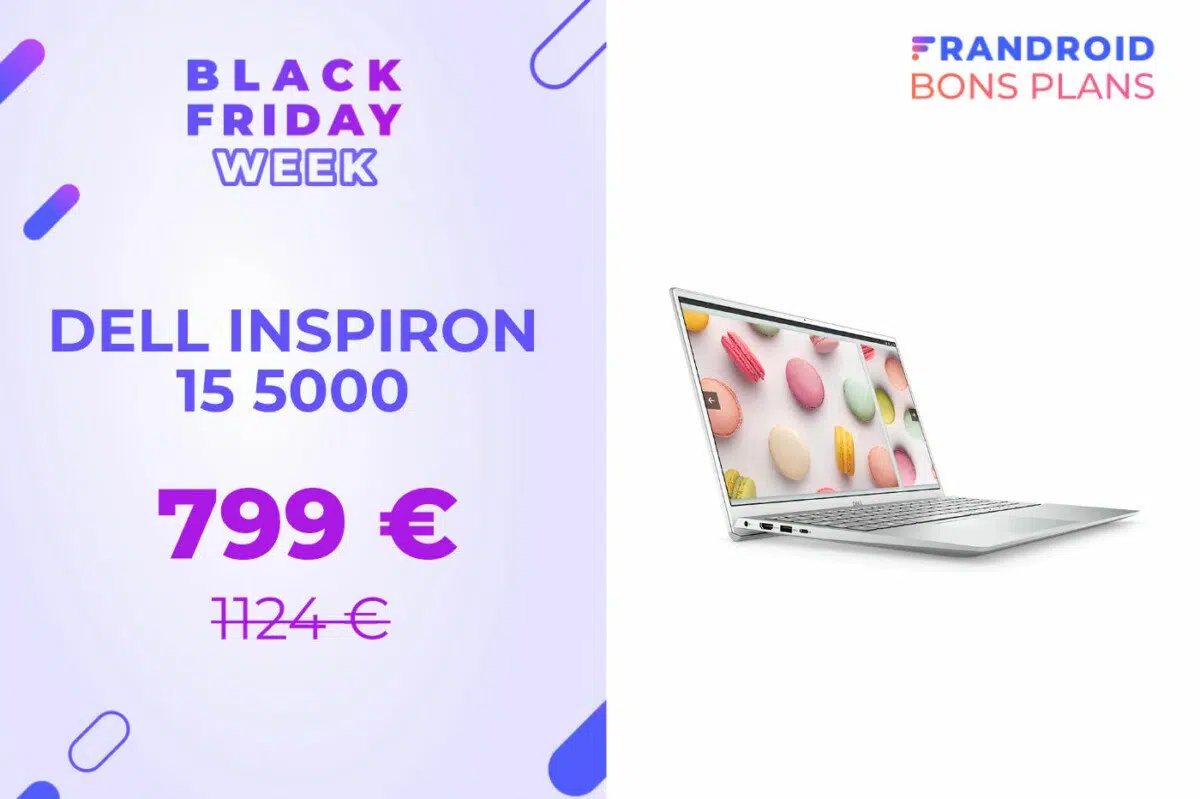 BLACK
FRIDAY
WEEK
FRANDROID
BONS PLANS
DELL INSPIRON
15 5000
799 €
1124 €